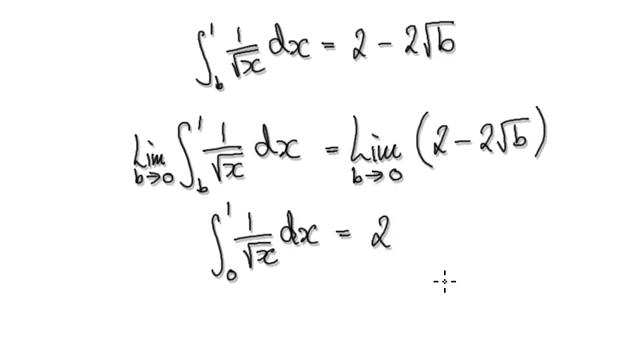 ∫_b^1 1/√x dx = 2 − 2√b
Lim_{b→0} ∫_b^1 1/√x dx = Lim_{b→0} (2 − 2√b)
∫_0^1 1/√x dx = 2